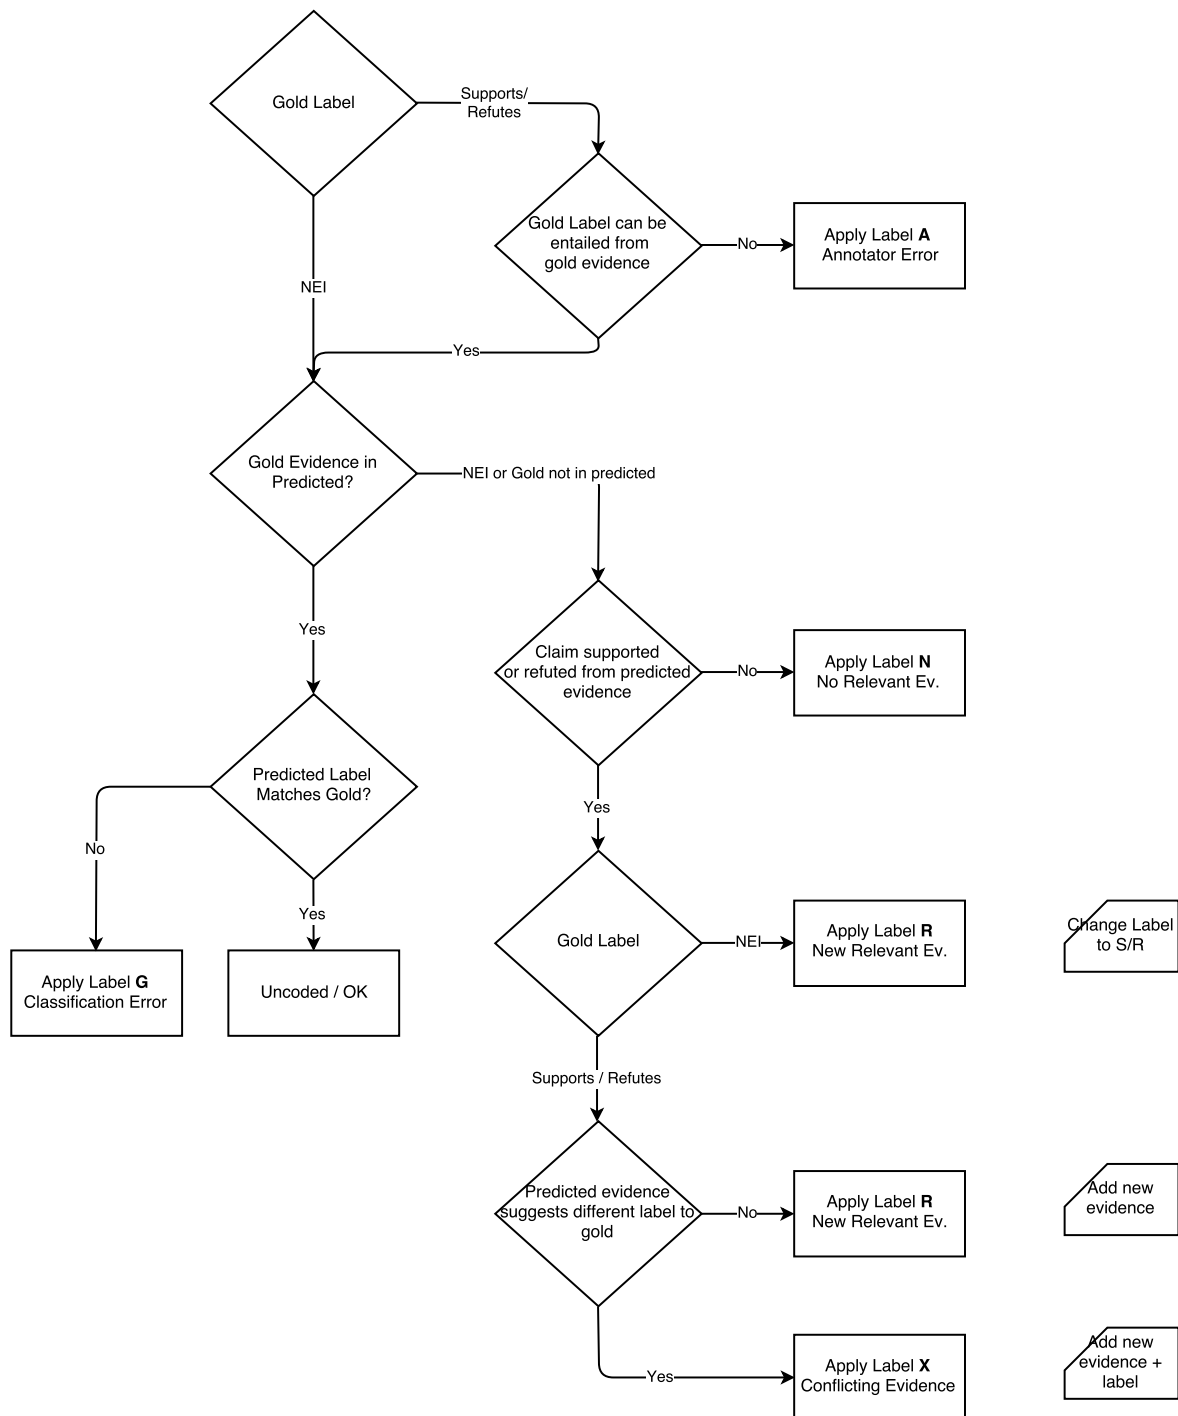 Gold Label
Supports/
Refutes
Gold Label can be
entailed from
gold evidence
No
Apply Label A
Annotator Error
NEI
Yes
Gold Evidence in
Predicted?
NEI or Gold not in predicted
Yes
Claim supported
or refuted from predicted
evidence
No
Apply Label N
No Relevant Ev.
Predicted Label
Matches Gold?
Yes
No
Yes
Gold Label
NEI
Apply Label R
New Relevant Ev.
Change Label
to S/R
Apply Label G
Classification Error
Uncoded / OK
Supports / Refutes
Predicted evidence
suggests different label to
gold
No
Apply Label R
New Relevant Ev.
Add new
evidence
Yes
Apply Label X
Conflicting Evidence
Add new
evidence +
label